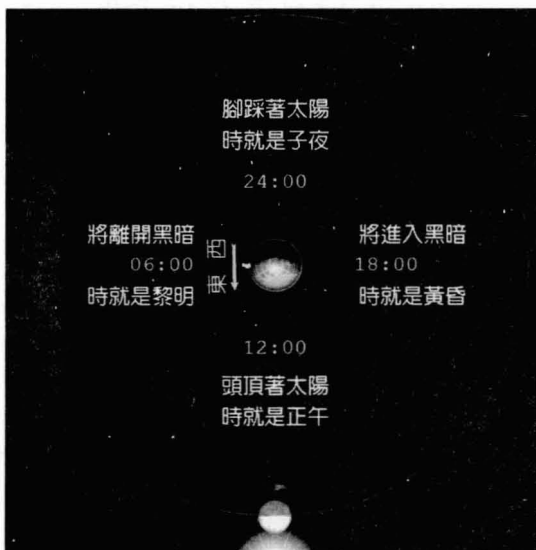 腳踩著太陽
時就是子夜
24:00
將離開黑暗
06:00
時就是黎明
西
東
將進入黑暗
18:00
時就是黃昏
12:00
頭頂著太陽
時就是正午